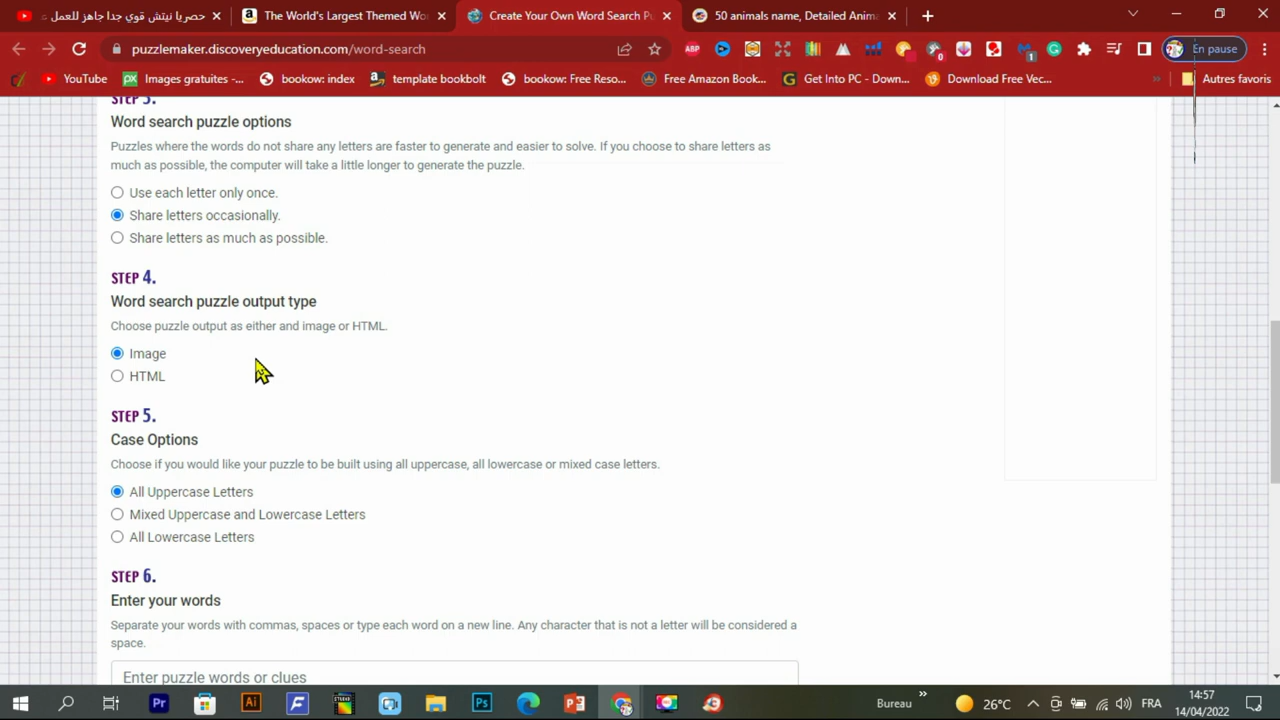 حصريا نيتش قوي جدا جاهز للعمل
The World's Largest Themed Wo
Create Your Own Word Search Pu
50 animals name, Detailed Anima
puzzlemaker.discoveryeducation.com/word-search
ABP
0
1
En pause
YouTube
Images gratuites -...
bookow: index
template bookbolt
bookow: Free Reso...
Free Amazon Book...
Get Into PC - Down...
Download Free Vec...
»
Autres favoris
STEP 3.
Word search puzzle options
Puzzles where the words do not share any letters are faster to generate and easier to solve. If you choose to share letters as
much as possible, the computer will take a little longer to generate the puzzle.
Use each letter only once.
Share letters occasionally.
Share letters as much as possible.
STEP 4.
Word search puzzle output type
Choose puzzle output as either and image or HTML.
Image
HTML
STEP 5.
Case Options
Choose if you would like your puzzle to be built using all uppercase, all lowercase or mixed case letters.
All Uppercase Letters
Mixed Uppercase and Lowercase Letters
All Lowercase Letters
STEP 6.
Enter your words
Separate your words with commas, spaces or type each word on a new line. Any character that is not a letter will be considered a
space.
Enter puzzle words or clues
Pr
Ai
Ps
Bureau
»
26°C
FRA
14:57
14/04/2022